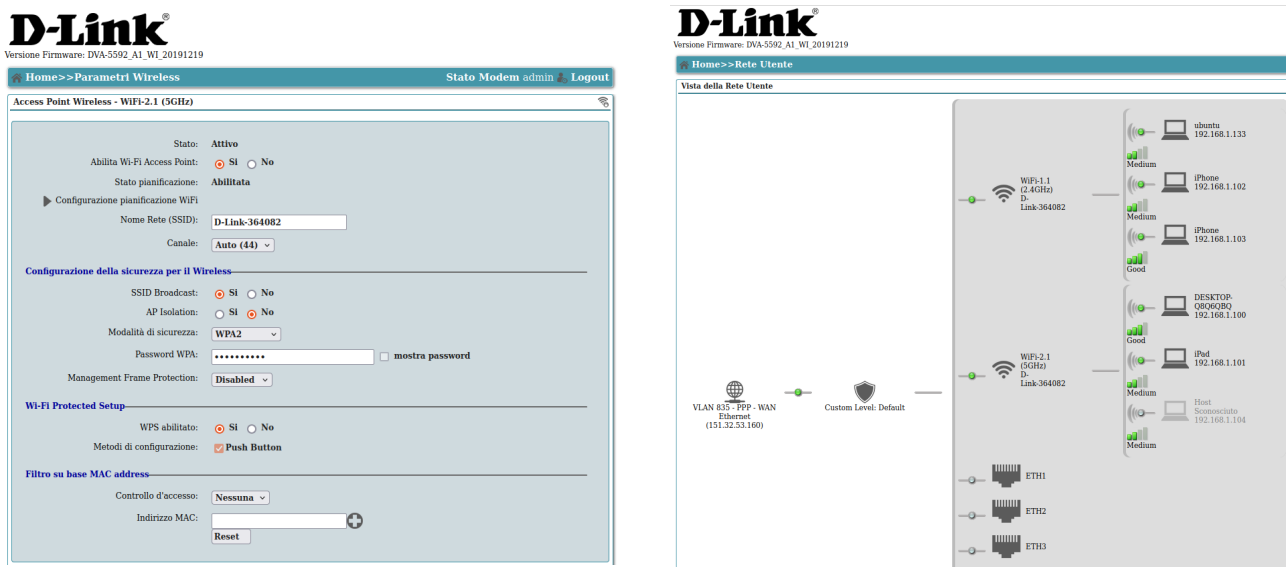 D-Link®
Versione Firmware: DVA-5592_A1_WI_20191219
Home>>Parametri Wireless
Stato Modem admin Logout
Access Point Wireless - WiFi-2.1 (5GHz)
Stato: Attivo
Abilita Wi-Fi Access Point: Si No
Stato pianificazione: Abilitata
Configurazione pianificazione WiFi
Nome Rete (SSID): D-Link-364082
Canale: Auto (44)
Configurazione della sicurezza per il Wireless
SSID Broadcast: Si No
AP Isolation: Si No
Modalità di sicurezza: WPA2
Password WPA: •••••••••• mostra password
Management Frame Protection: Disabled
Wi-Fi Protected Setup
WPS abilitato: Si No
Metodi di configurazione: Push Button
Filtro su base MAC address
Controllo d'accesso: Nessuna
Indirizzo MAC:
Reset
D-Link®
Versione Firmware: DVA-5592_A1_WI_20191219
Home>>Rete Utente
Vista della Rete Utente
VLAN 835 - PPP - WAN
Ethernet
(151.32.53.160)
Custom Level: Default
WiFi-1.1
(2.4GHz)
D-
Link-364082
ubuntu
192.168.1.133
Medium
iPhone
192.168.1.102
Medium
iPhone
192.168.1.103
Good
WiFi-2.1
(5GHz)
D-
Link-364082
DESKTOP-
Q8Q6QBQ
192.168.1.100
Good
iPad
192.168.1.101
Medium
Host
Sconosciuto
192.168.1.104
Medium
ETH1
ETH2
ETH3